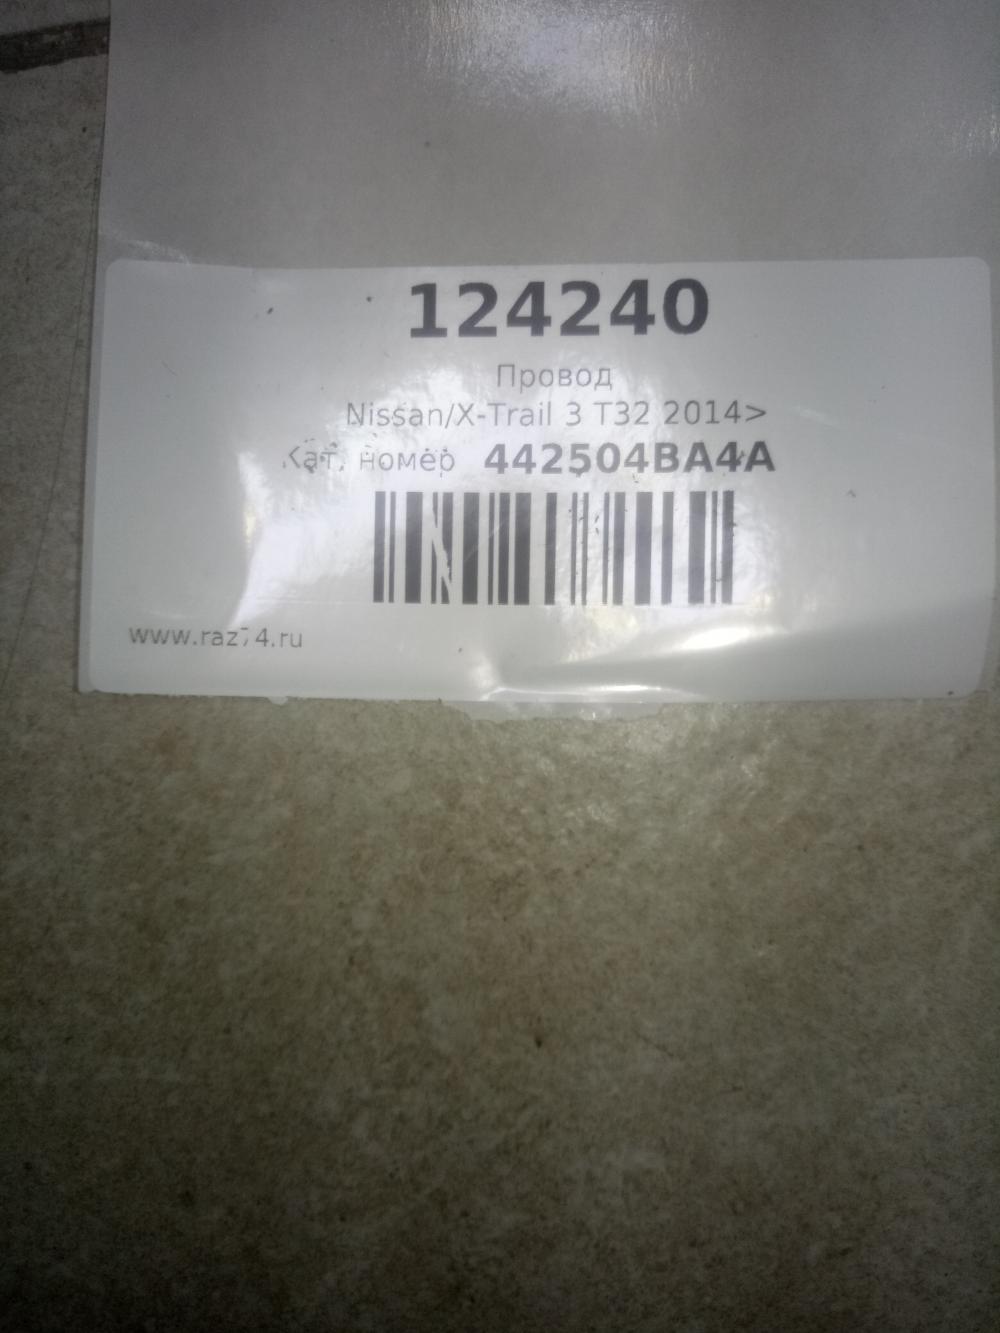 124240
Провод
Nissan/X-Trail 3 T32 2014>
Кат. номер 442504BA4A
www.raz74.ru